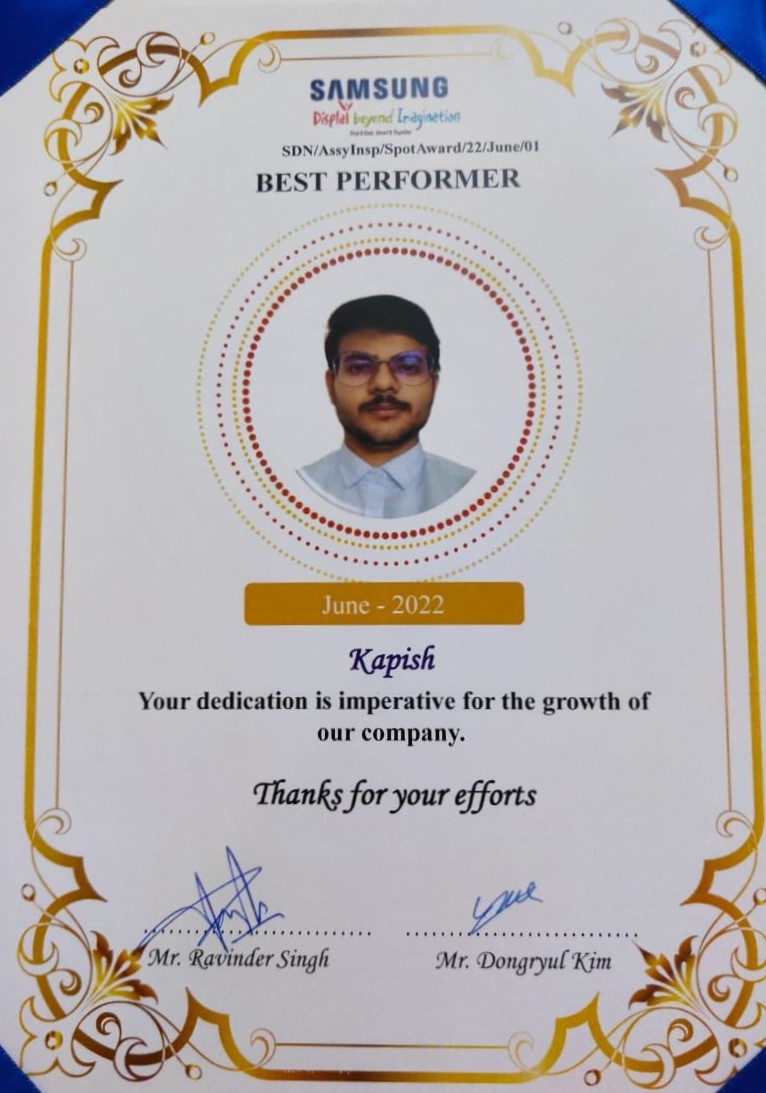 SAMSUNG
Display beyond Imagination
SDN/AssyInsp/SpotAward/22/June/01
BEST PERFORMER
June - 2022
Kapish
Your dedication is imperative for the growth of
our company.
Thanks for your efforts
Mr. Ravinder Singh
Mr. Dongryul Kim